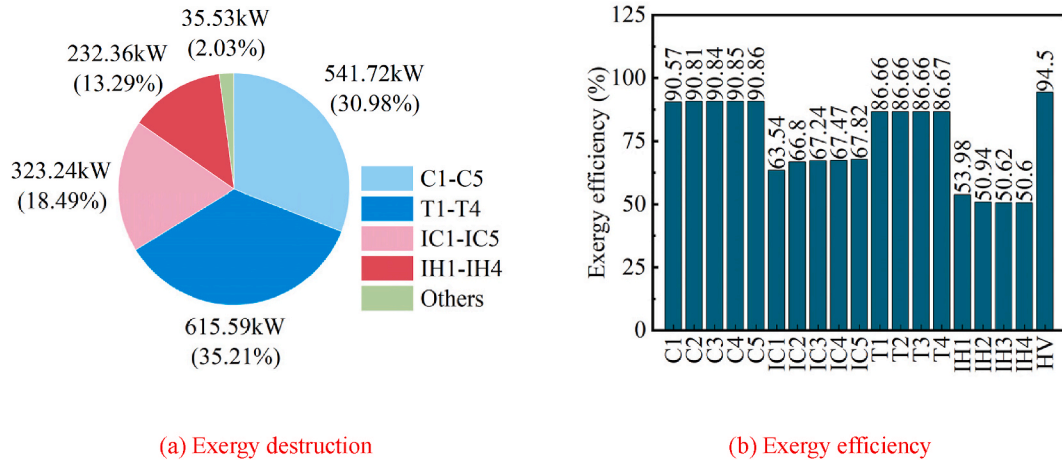 35.53kW
(2.03%)
232.36kW
(13.29%)
541.72kW
(30.98%)
323.24kW
(18.49%)
615.59kW
(35.21%)
C1-C5
T1-T4
IC1-IC5
IH1-IH4
Others
(a) Exergy destruction
Exergy efficiency (%)
125
100
75
50
25
0
90.57
90.81
90.84
90.85
90.86
63.54
66.8
67.24
67.47
67.82
86.66
86.66
86.66
86.67
53.98
50.94
50.62
50.6
94.5
C1
C2
C3
C4
C5
IC1
IC2
IC3
IC4
IC5
T1
T2
T3
T4
IH1
IH2
IH3
IH4
HV
(b) Exergy efficiency